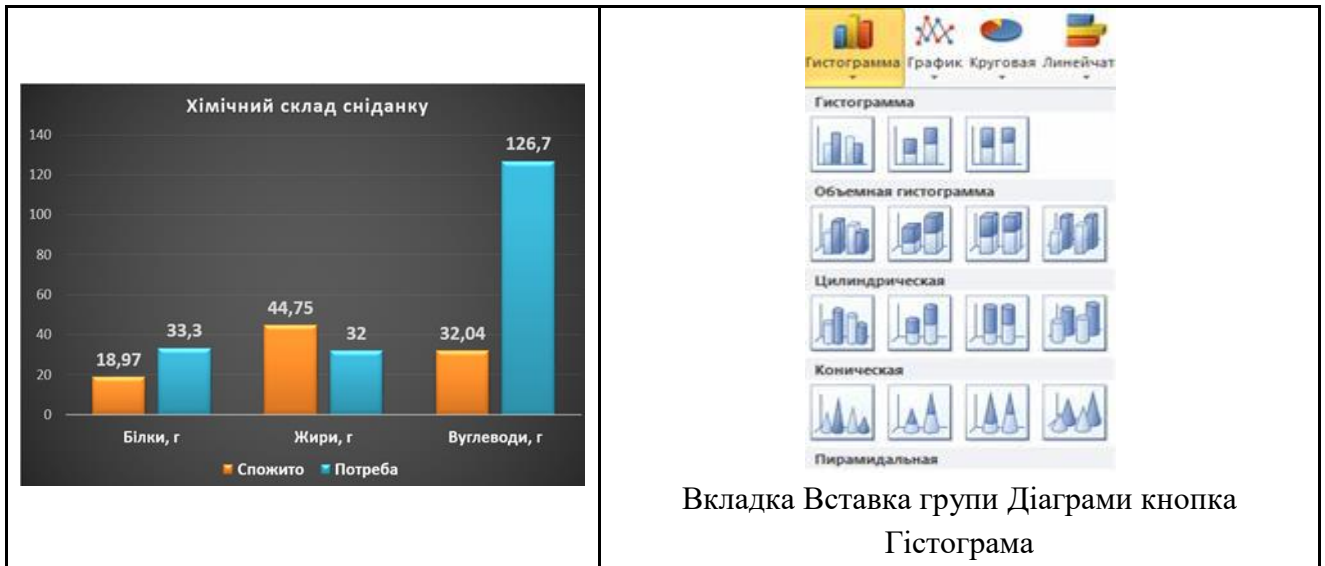 Хімічний склад сніданку
140
120
100
80
60
40
20
0
18,97
33,3
44,75
32
32,04
126,7
Білки, г
Жири, г
Вуглеводи, г
Спожито Потреба
Гистограмма График Круговая Линейчат
Гистограмма
Объемная гистограмма
Цилиндрическая
Коническая
Пирамидальная
Вкладка Вставка групи Діаграми кнопка
Гістограма